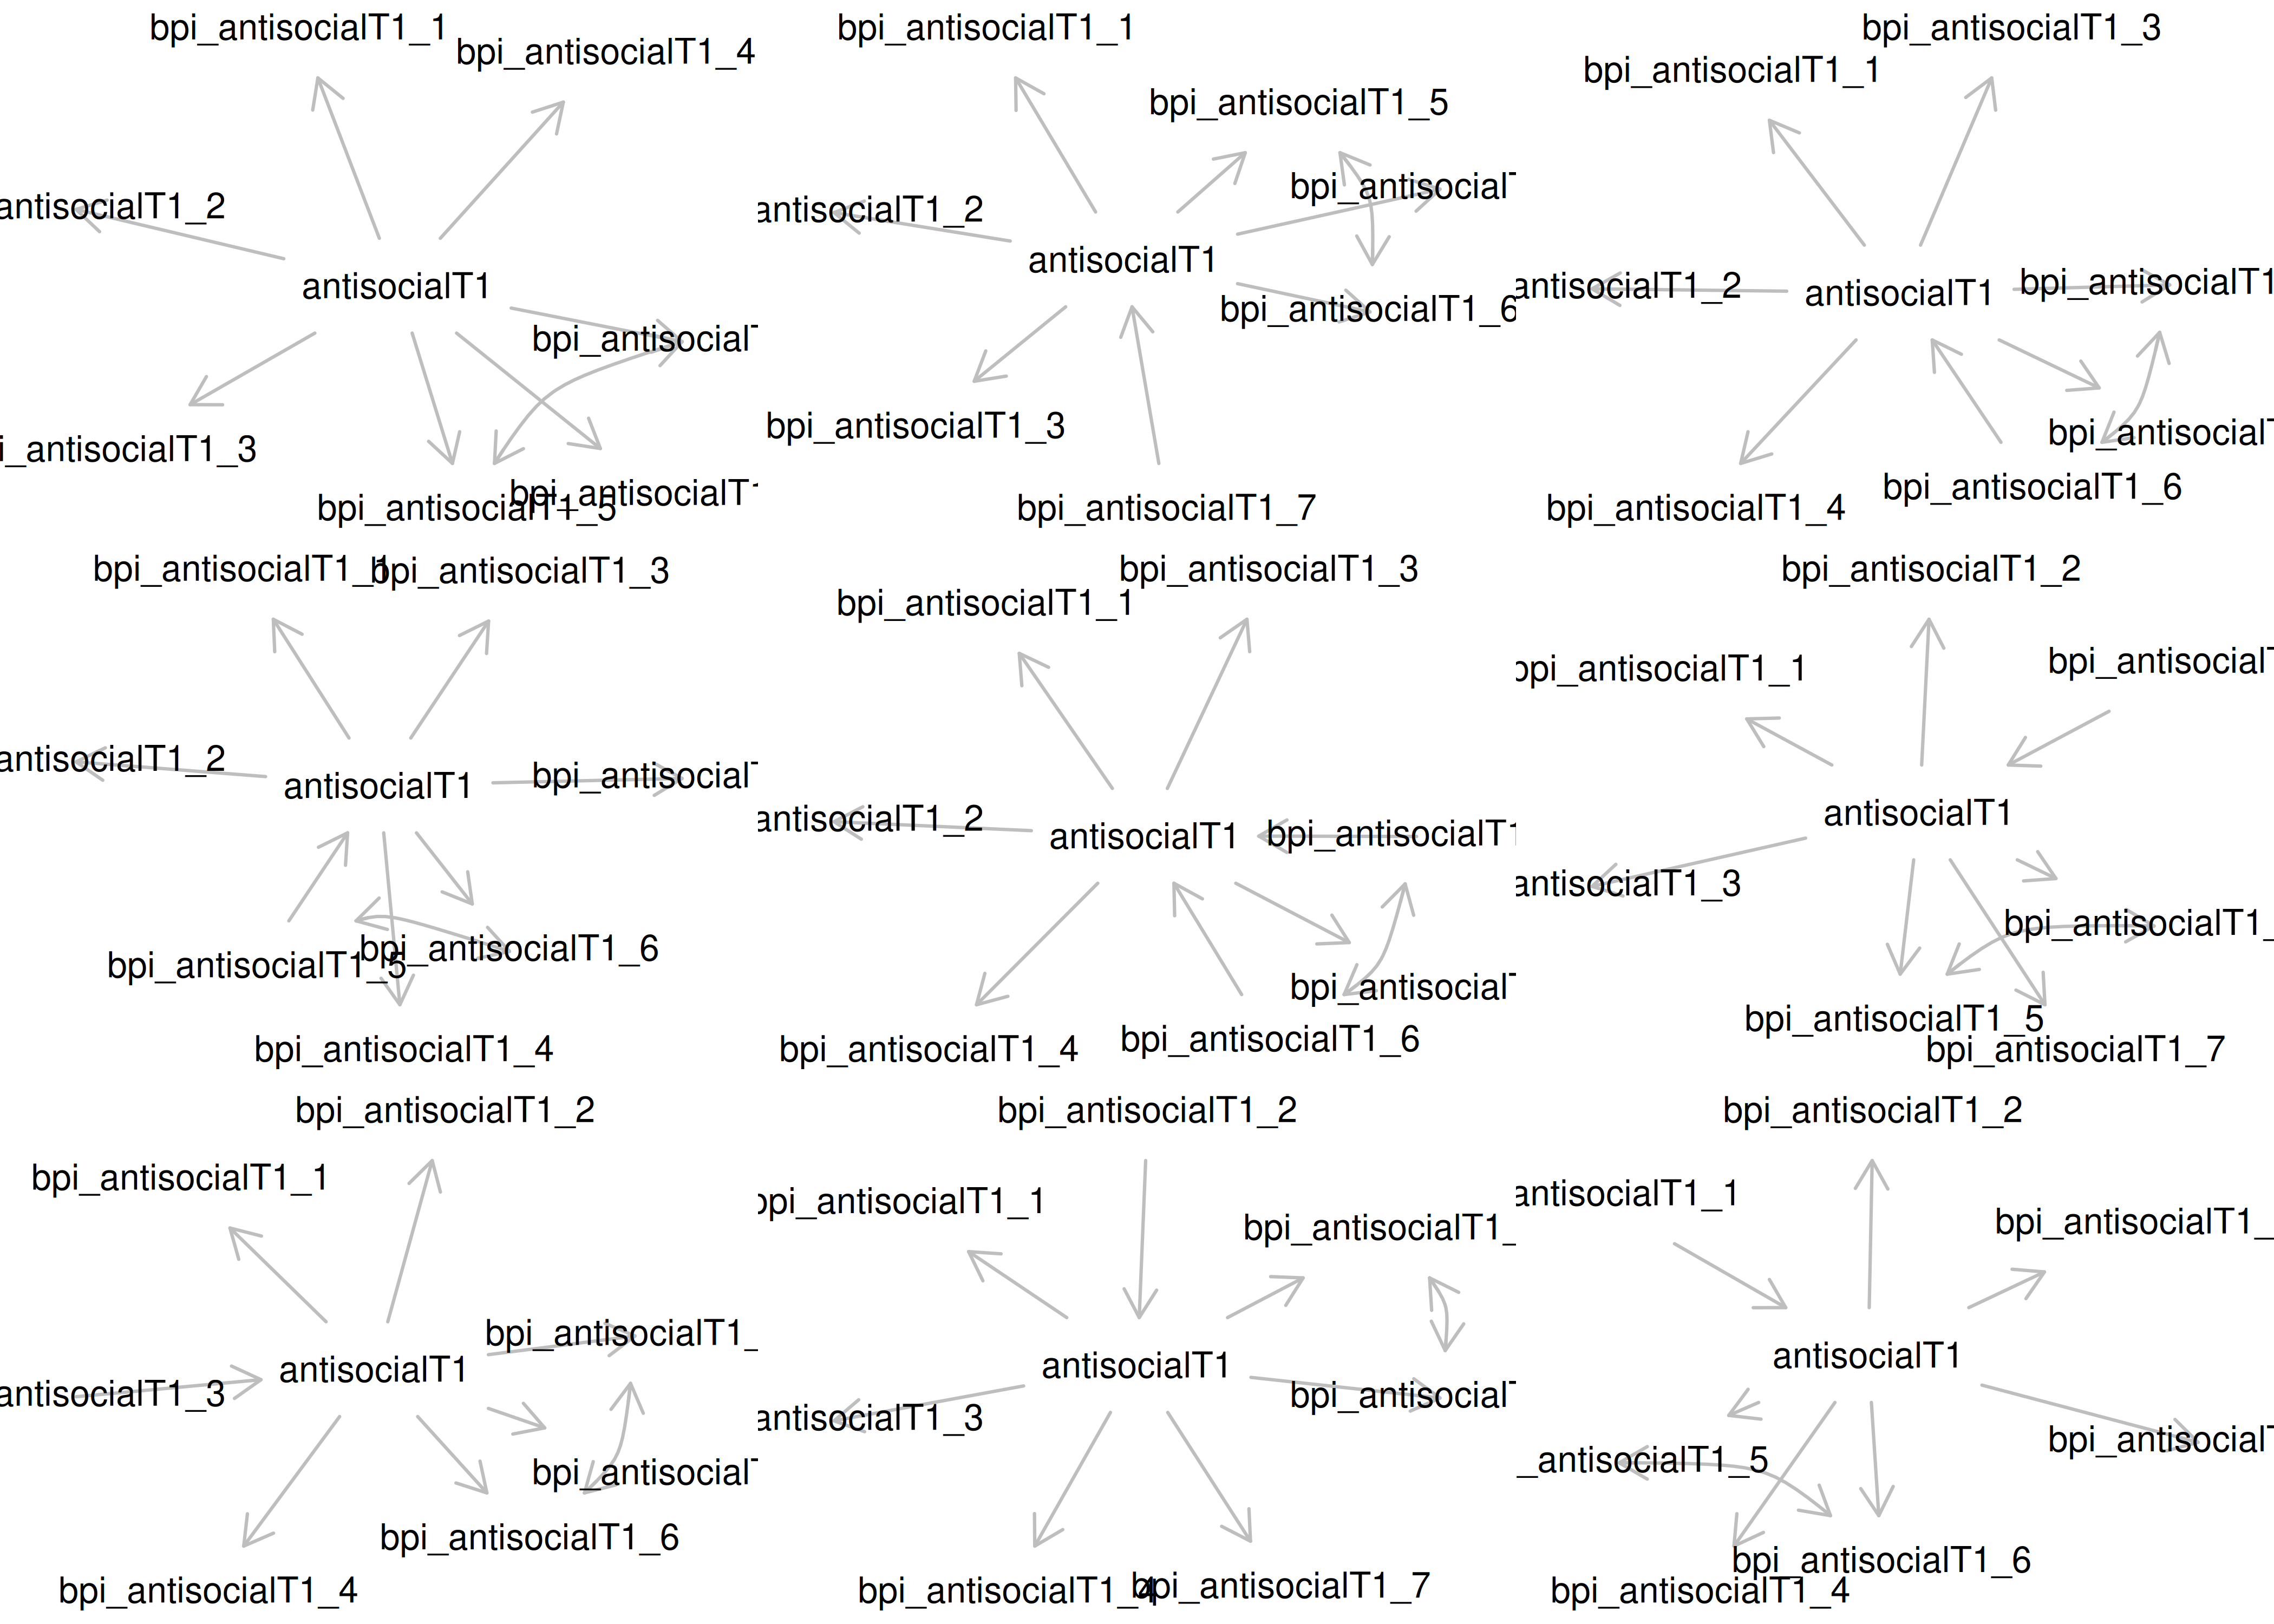 bpi_antisocialT1_1
bpi_antisocialT1_4
antisocialT1_2
antisocialT1
bpi_antisocial
i_antisocialT1_3
bpi_antisocialT1
bpi_antisocialT1_5
bpi_antisocialT1_1
bpi_antisocialT1_5
bpi_antisocial
antisocialT1_2
antisocialT1
bpi_antisocialT1_6
bpi_antisocialT1_3
bpi_antisocialT1_7
bpi_antisocialT1_3
bpi_antisocialT1_1
antisocialT1_2
antisocialT1
bpi_antisocialT1
bpi_antisocial
bpi_antisocialT1_6
bpi_antisocialT1_4
bpi_antisocialT1_1
bpi_antisocialT1_3
antisocialT1_2
antisocialT1
bpi_antisocial
bpi_antisocialT1_6
bpi_antisocialT1_5
bpi_antisocialT1_4
bpi_antisocialT1_3
bpi_antisocialT1_1
antisocialT1_2
antisocialT1
bpi_antisocialT1
bpi_antisocial
bpi_antisocialT1_6
bpi_antisocialT1_4
bpi_antisocialT1_2
bpi_antisocialT1_1
bpi_antisocial
antisocialT1
antisocialT1_3
bpi_antisocialT1_
bpi_antisocialT1_5
bpi_antisocialT1_7
bpi_antisocialT1_2
bpi_antisocialT1_1
bpi_antisocialT1_
antisocialT1
antisocialT1_3
bpi_antisocial
bpi_antisocialT1_6
bpi_antisocialT1_4
bpi_antisocialT1_2
bpi_antisocialT1_1
bpi_antisocialT1_
antisocialT1
bpi_antisocial
antisocialT1_3
bpi_antisocialT1_4
bpi_antisocialT1_7
bpi_antisocialT1_2
antisocialT1_1
bpi_antisocialT1_
antisocialT1
bpi_antisocial
_antisocialT1_5
bpi_antisocialT1_6
bpi_antisocialT1_4